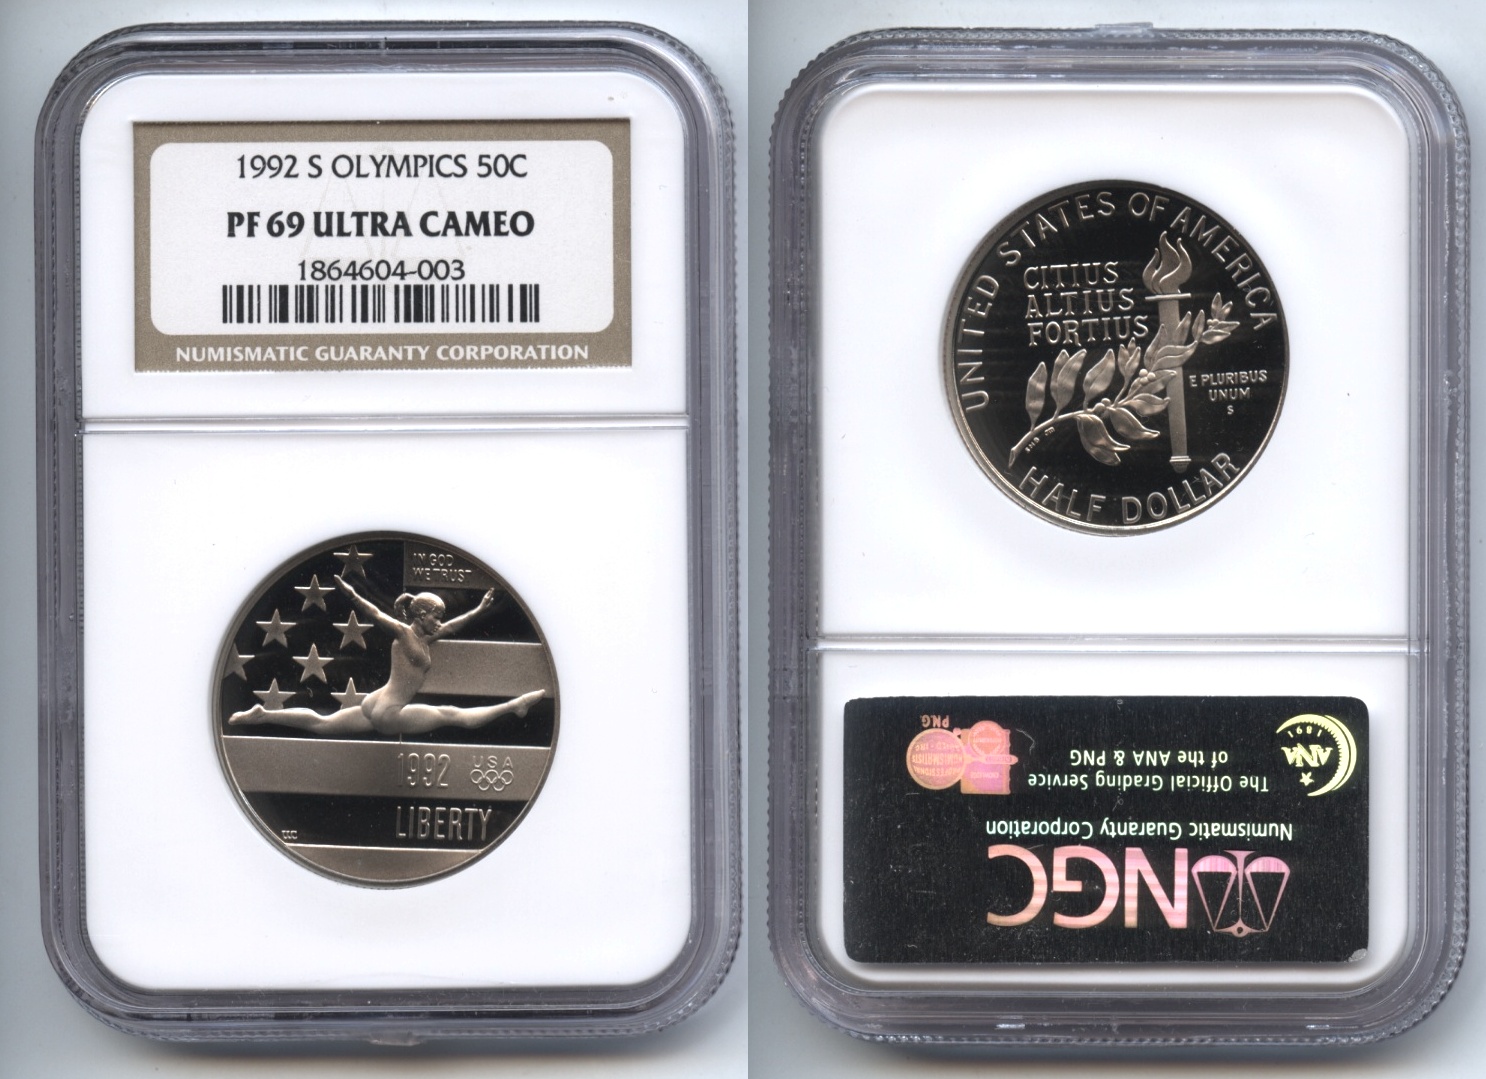 1992 S OLYMPICS 50C
PF 69 ULTRA CAMEO
1864604-003
NUMISMATIC GUARANTY CORPORATION
IN GOD
WE TRUST
1992
USA
LIBERTY
UNITED STATES OF AMERICA
CITIUS
ALTIUS
FORTIUS
E PLURIBUS
UNUM
S
HALF DOLLAR
NGC
Numismatic Guaranty Corporation
The Official Grading Service
of the ANA & PNG
ANA
1891
P.N.G.